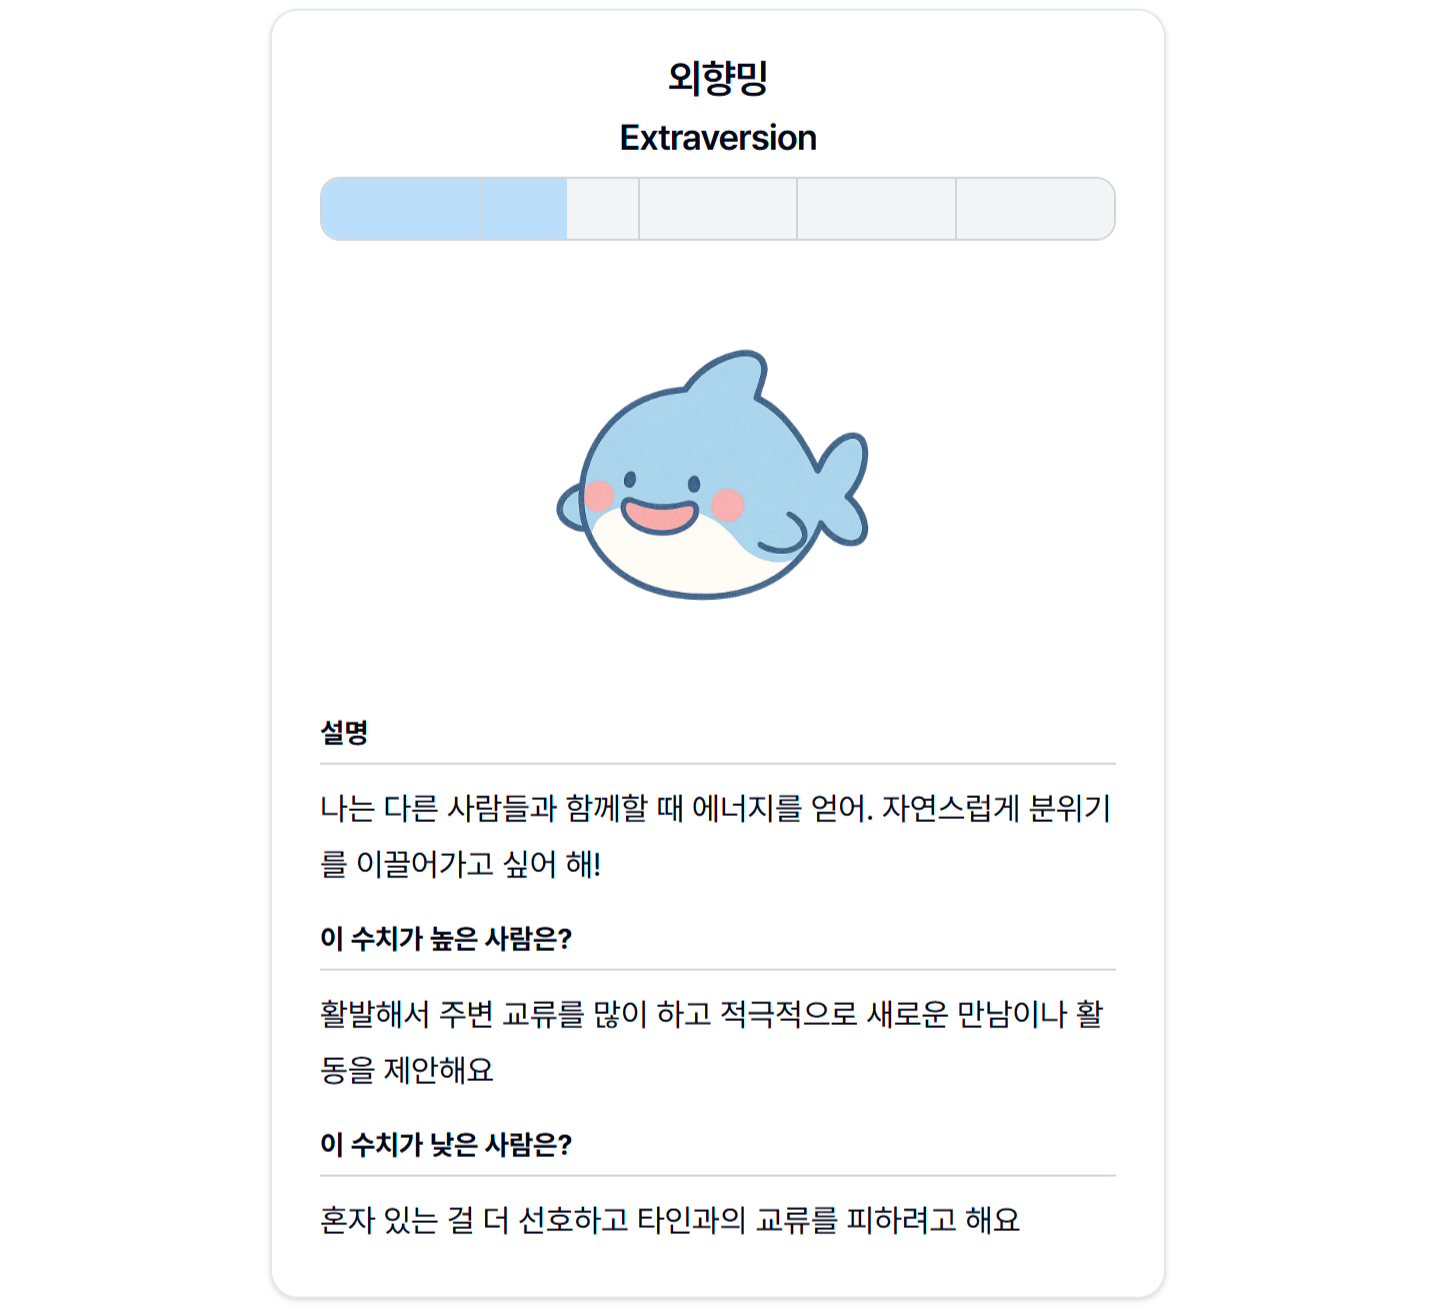 외향밍
Extraversion
설명
나는 다른 사람들과 함께할 때 에너지를 얻어. 자연스럽게 분위기
를 이끌어가고 싶어 해!
이 수치가 높은 사람은?
활발해서 주변 교류를 많이 하고 적극적으로 새로운 만남이나 활
동을 제안해요
이 수치가 낮은 사람은?
혼자 있는 걸 더 선호하고 타인과의 교류를 피하려고 해요